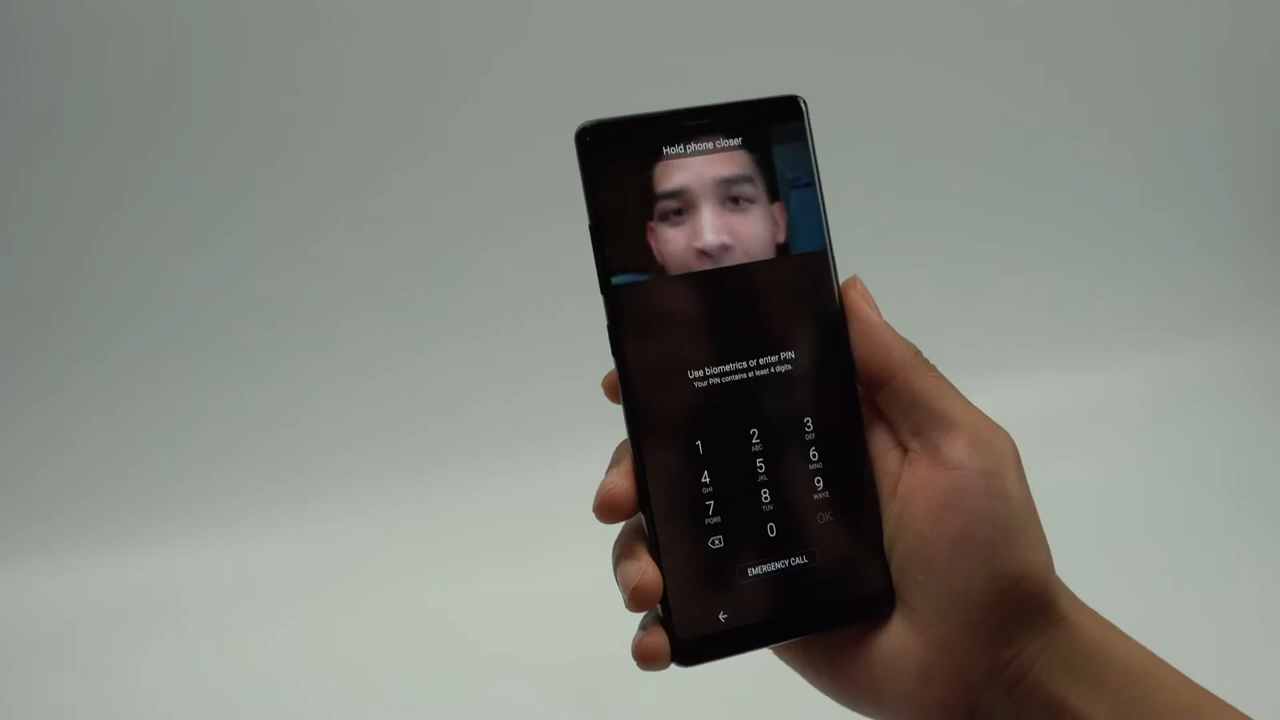 Hold phone closer
Use biometrics or enter PIN
Your PIN contains at least 4 digits.
1 2 3
ABC DEF
4 5 6
GHI JKL MNO
7 8 9
PQRS TUV WXYZ
0 OK
EMERGENCY CALL